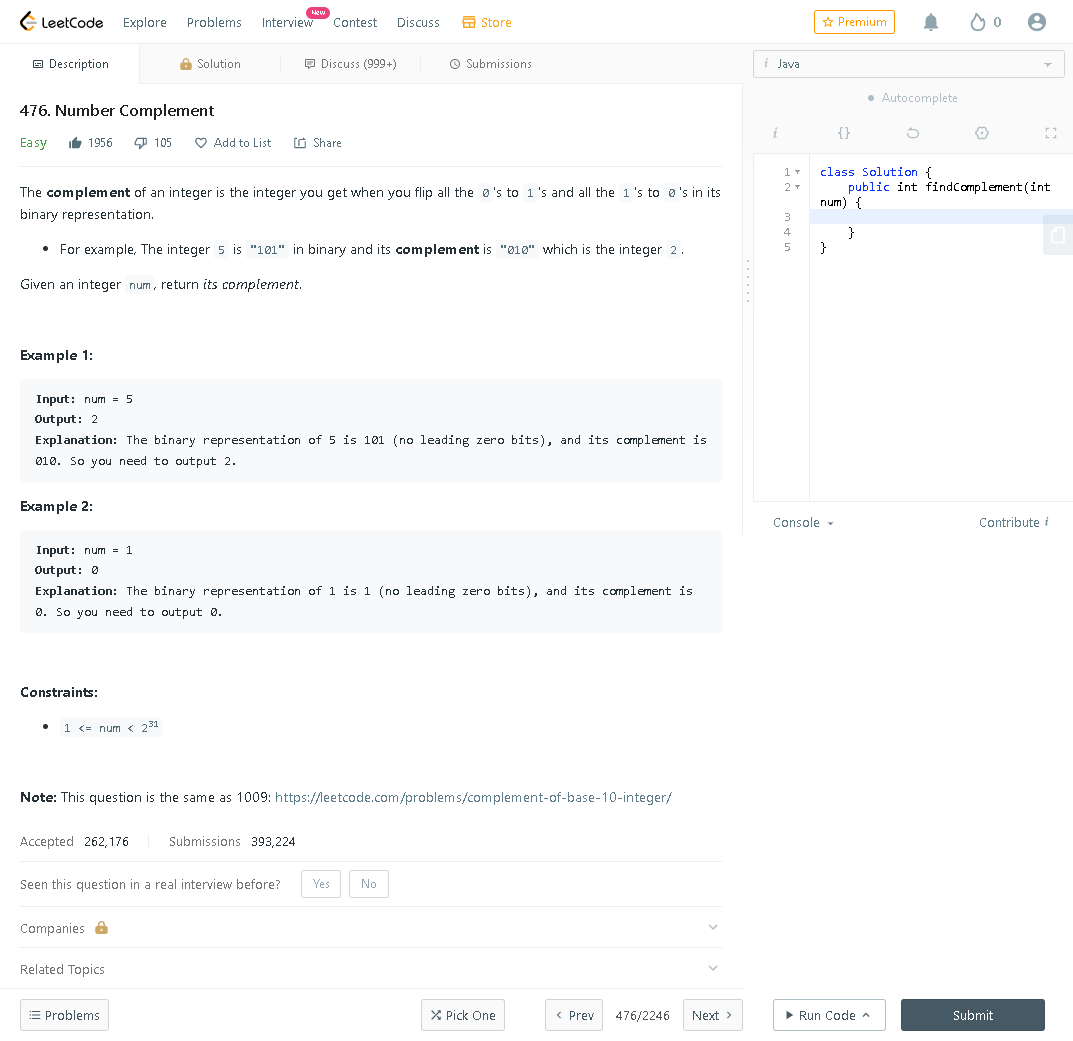 LeetCode
Explore
Problems
Interview
New
Contest
Discuss
Store
Premium
0
Description
Solution
Discuss (999+)
Submissions
i Java
Autocomplete
i
{}
476. Number Complement
Easy
1956
105
Add to List
Share
The complement of an integer is the integer you get when you flip all the 0's to 1's and all the 1's to 0's in its
binary representation.
• For example, The integer 5 is "101" in binary and its complement is "010" which is the integer 2.
Given an integer num, return its complement.
Example 1:
Input: num = 5
Output: 2
Explanation: The binary representation of 5 is 101 (no leading zero bits), and its complement is
010. So you need to output 2.
Example 2:
Input: num = 1
Output: 0
Explanation: The binary representation of 1 is 1 (no leading zero bits), and its complement is
0. So you need to output 0.
Constraints:
• 1 <= num < 2³¹
Note: This question is the same as 1009: https://leetcode.com/problems/complement-of-base-10-integer/
Accepted 262,176
Submissions 393,224
Seen this question in a real interview before?
Yes
No
Companies
Related Topics
1 class Solution {
2 public int findComplement(int
num) {
3
4 }
5 }
Console
Contribute i
Problems
Pick One
Prev
476/2246
Next
Run Code
Submit